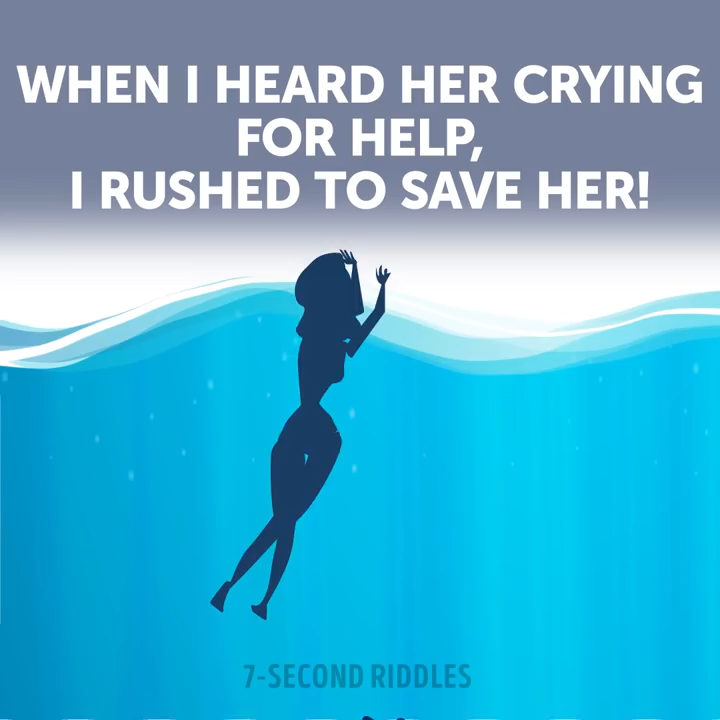 WHEN I HEARD HER CRYING
FOR HELP,
I RUSHED TO SAVE HER!
7-SECOND RIDDLES